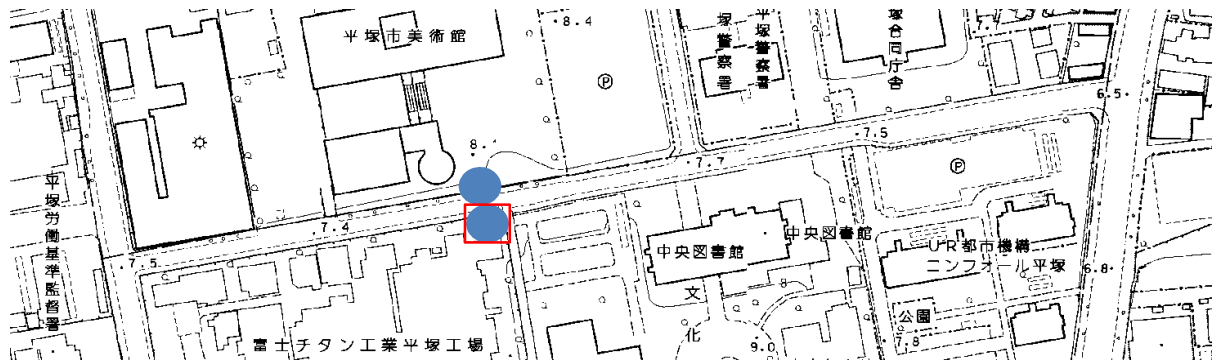 8.4
平塚市美術館
塚警察署
平塚警察署
塚合同庁舎
P
6.5
7.5
8.
7.7
P
7.4
平塚労働基準監督署
7.5
中央図書館
中央図書館
UR都市機構
ニンフォール平塚
6.8
文化
公園
7.8
9.0
富士チタン工業平塚工場